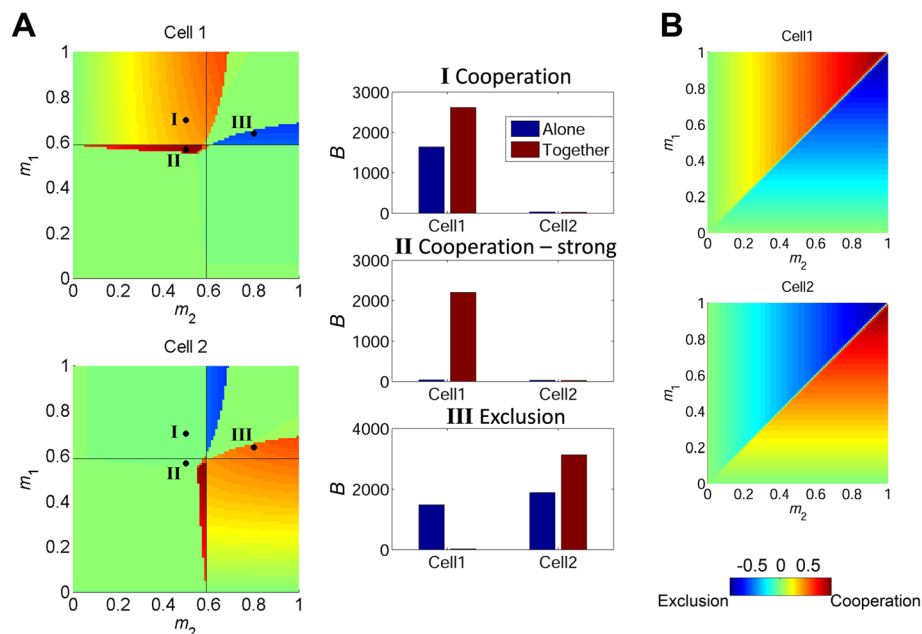 A
Cell 1
m1
1
0.8
0.6
0.4
0.2
0
I
II
III
0 0.2 0.4 0.6 0.8 1
m2
Cell 2
m1
1
0.8
0.6
0.4
0.2
0
I
II
III
0 0.2 0.4 0.6 0.8 1
m2
I Cooperation
B
3000
2000
1000
0
Alone
Together
Cell1 Cell2
II Cooperation – strong
B
3000
2000
1000
0
Cell1 Cell2
III Exclusion
B
4000
2000
0
Cell1 Cell2
B
Cell1
m1
1
0.8
0.6
0.4
0.2
0
0 0.2 0.4 0.6 0.8 1
m2
Cell2
m1
1
0.8
0.6
0.4
0.2
0
0 0.2 0.4 0.6 0.8 1
m2
-0.5 0 0.5
Exclusion Cooperation